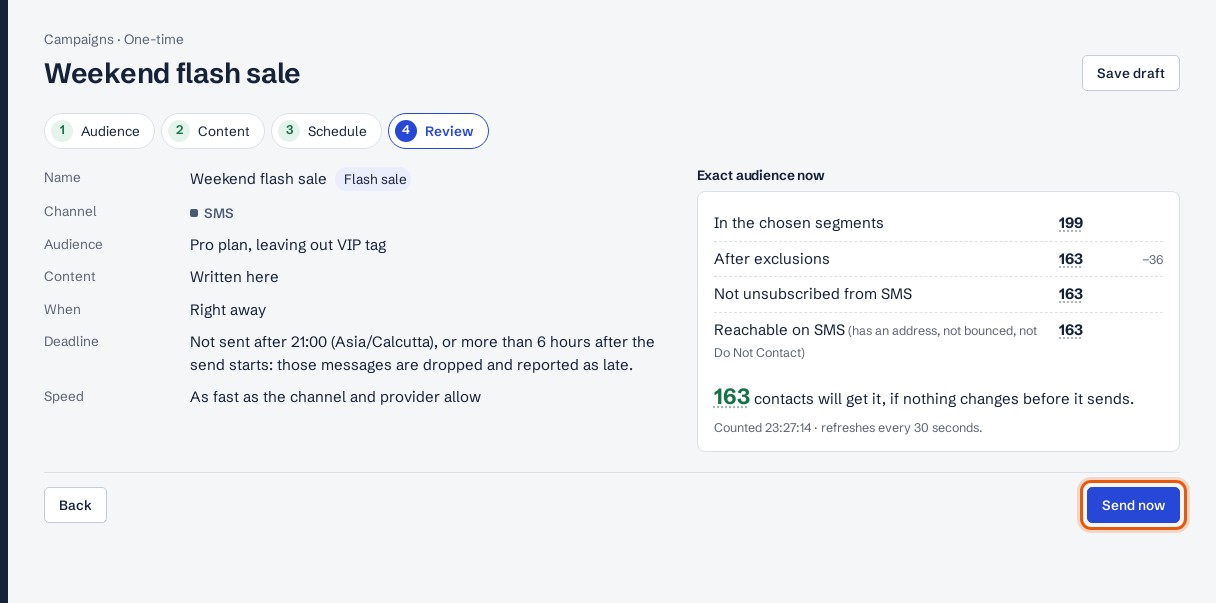 Campaigns · One-time
Weekend flash sale
Save draft
1 Audience
2 Content
3 Schedule
4 Review
Name
Weekend flash sale Flash sale
Channel
SMS
Audience
Pro plan, leaving out VIP tag
Content
Written here
When
Right away
Deadline
Not sent after 21:00 (Asia/Calcutta), or more than 6 hours after the
send starts: those messages are dropped and reported as late.
Speed
As fast as the channel and provider allow
Exact audience now
In the chosen segments 199
After exclusions 163 −36
Not unsubscribed from SMS 163
Reachable on SMS (has an address, not bounced, not 163
Do Not Contact)
163 contacts will get it, if nothing changes before it sends.
Counted 23:27:14 · refreshes every 30 seconds.
Back
Send now